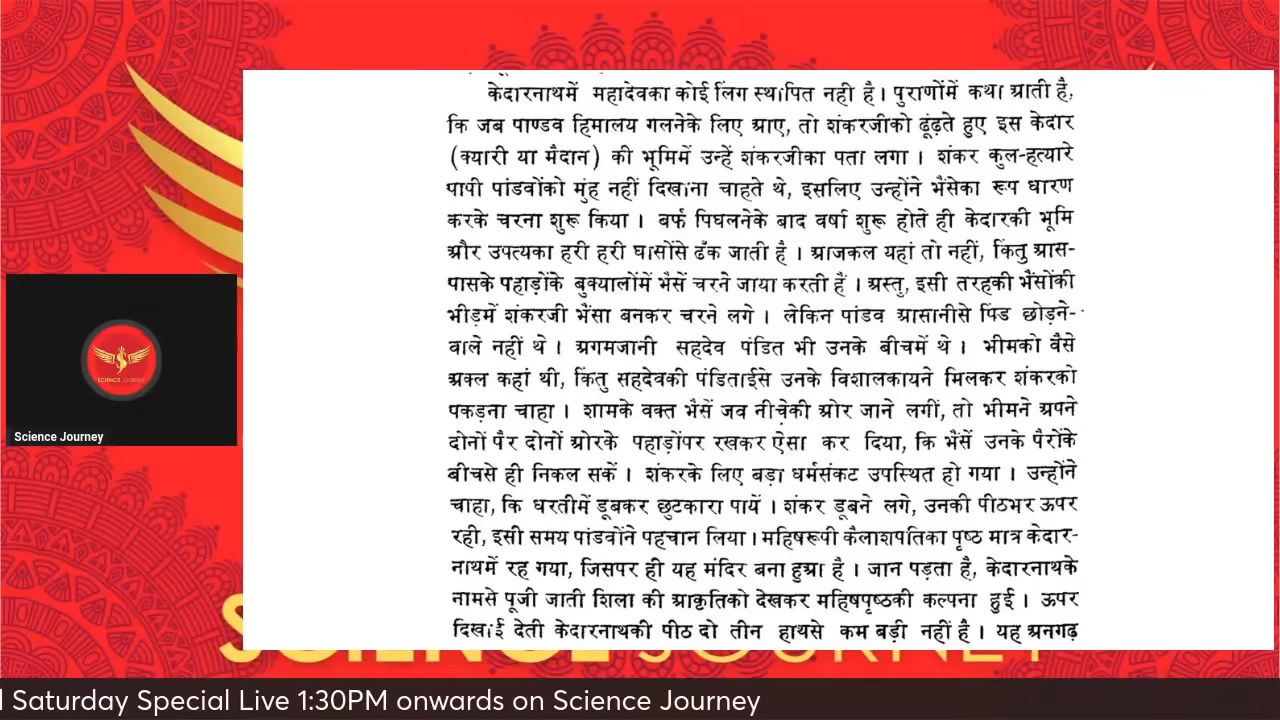 केदारनाथमें महादेवका कोई लिंग स्थापित नही है। पुराणोंमें कथा आती है,
कि जब पाण्डव हिमालय गलनेके लिए आए, तो शंकरजीको ढूंढ़ते हुए इस केदार
(क्यारी या मैदान) की भूमिमें उन्हें शंकरजीका पता लगा। शंकर कुल-हत्यारे
पापी पांडवोंको मुंह नहीं दिखाना चाहते थे, इसलिए उन्होंने भैंसेका रूप धारण
करके चरना शुरू किया। बर्फ पिघलनेके बाद वर्षा शुरू होते ही केदारकी भूमि
और उपत्यका हरी हरी घासोंसे ढँक जाती है। आजकल यहां तो नहीं, किंतु आस-
पासके पहाड़ोंके बुक्यालोंमें भैंसें चरने जाया करती हैं। अस्तु, इसी तरहकी भैंसोंकी
भीड़में शंकरजी भैंसा बनकर चरने लगे। लेकिन पांडव आसानीसे पिंड छोड़ने-
वाले नहीं थे। अगमजानी सहदेव पंडित भी उनके बीचमें थे। भीमको वैसे
अक्ल कहां थी, किंतु सहदेवकी पंडिताईसे उनके विशालकायने मिलकर शंकरको
पकड़ना चाहा। शामके वक्त भैंसें जब नीचेकी ओर जाने लगीं, तो भीमने अपने
दोनों पैर दोनों ओरके पहाड़ोंपर रखकर ऐसा कर दिया, कि भैंसें उनके पैरोंके
बीचसे ही निकल सकें। शंकरके लिए बड़ा धर्मसंकट उपस्थित हो गया। उन्होंने
चाहा, कि धरतीमें डूबकर छुटकारा पायें। शंकर डूबने लगे, उनकी पीठभर ऊपर
रही, इसी समय पांडवोंने पहचान लिया। महिषरूपी कैलाशपतिका पृष्ठ मात्र केदार-
नाथमें रह गया, जिसपर ही यह मंदिर बना हुआ है। जान पड़ता है, केदारनाथके
नामसे पूजी जाती शिला की आकृतिको देखकर महिषपृष्ठकी कल्पना हुई। ऊपर
दिखाई देती केदारनाथकी पीठ दो तीन हाथसे कम बड़ी नहीं है। यह अनगढ़
SCIENCE JOURNEY
Science Journey
SCIENCE JOURNEY
Saturday Special Live 1:30PM onwards on Science Journey